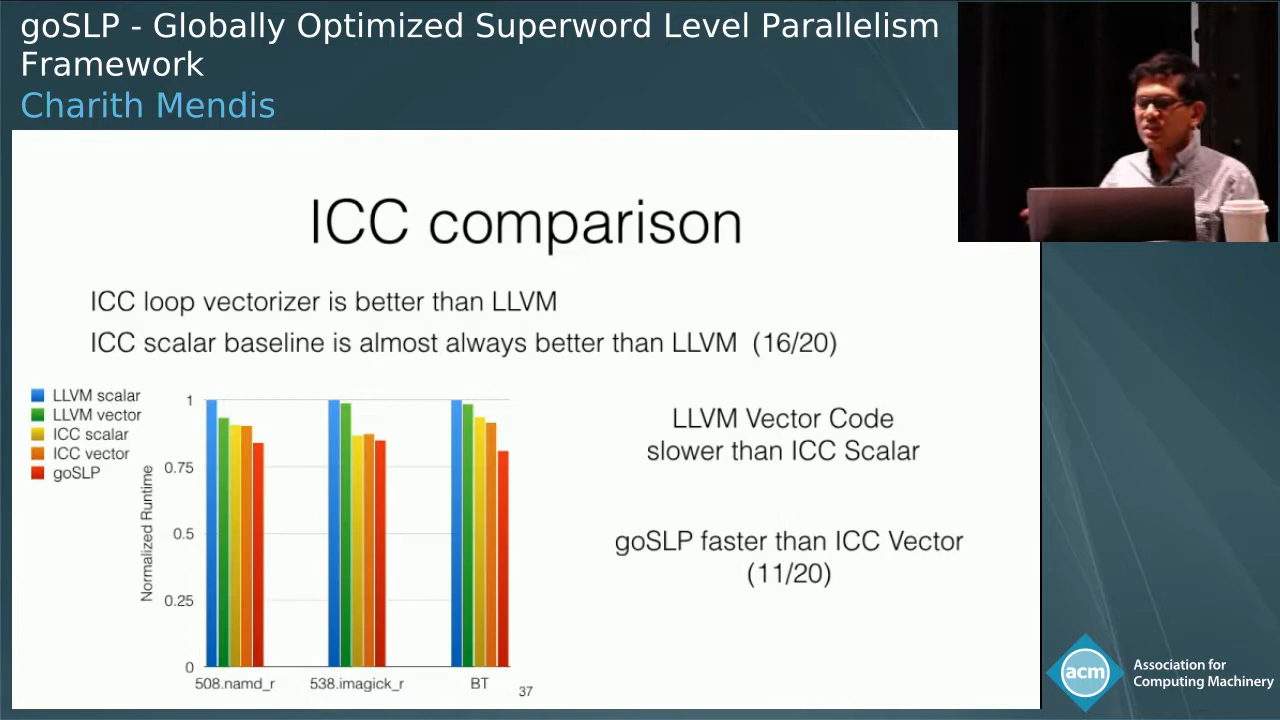 goSLP - Globally Optimized Superword Level Parallelism
Framework
Charith Mendis
ICC comparison
ICC loop vectorizer is better than LLVM
ICC scalar baseline is almost always better than LLVM (16/20)
LLVM scalar
LLVM vector
ICC scalar
ICC vector
goSLP
Normalized Runtime
1
0.75
0.5
0.25
0
508.namd_r
538.imagick_r
BT
LLVM Vector Code
slower than ICC Scalar
goSLP faster than ICC Vector
(11/20)
37
acm
Association for
Computing Machinery